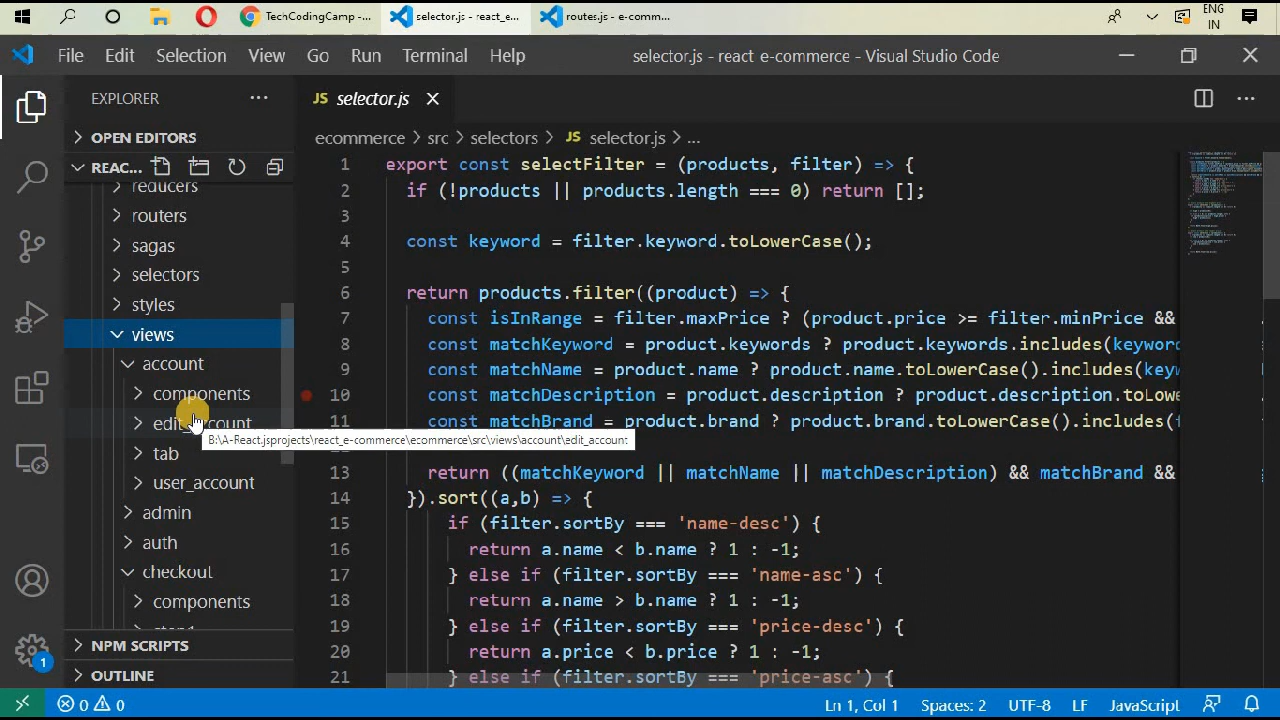 TechCodingCamp -...
selector.js - react_e...
routes.js - e-comm...
ENG
IN
File Edit Selection View Go Run Terminal Help
selector.js - react e-commerce - Visual Studio Code
EXPLORER
OPEN EDITORS
REAC...
reducers
routers
sagas
selectors
styles
views
account
components
tab
user_account
admin
auth
checkout
components
NPM SCRIPTS
OUTLINE
1
JS selector.js
ecommerce > src > selectors > JS selector.js > ...
1 export const selectFilter = (products, filter) => {
2 if (!products || products.length === 0) return [];
3
4 const keyword = filter.keyword.toLowerCase();
5
6 return products.filter((product) => {
7 const isInRange = filter.maxPrice ? (product.price >= filter.minPrice &&
8 const matchKeyword = product.keywords ? product.keywords.includes(keyword
9 const matchName = product.name ? product.name.toLowerCase().includes(key
10 const matchDescription = product.description ? product.description.toLowe
11 const matchBrand = product.brand ? product.brand.toLowerCase().includes(f
B:\A-React.jsprojects\react_e-commerce\ecommerce\src\views\account\edit_account
13 return ((matchKeyword || matchName || matchDescription) && matchBrand &&
14 }).sort((a,b) => {
15 if (filter.sortBy === 'name-desc') {
16 return a.name < b.name ? 1 : -1;
17 } else if (filter.sortBy === 'name-asc') {
18 return a.name > b.name ? 1 : -1;
19 } else if (filter.sortBy === 'price-desc') {
20 return a.price < b.price ? 1 : -1;
21 } else if (filter.sortBy === 'price-asc') {
0 0
Ln 1, Col 1 Spaces: 2 UTF-8 LF JavaScript